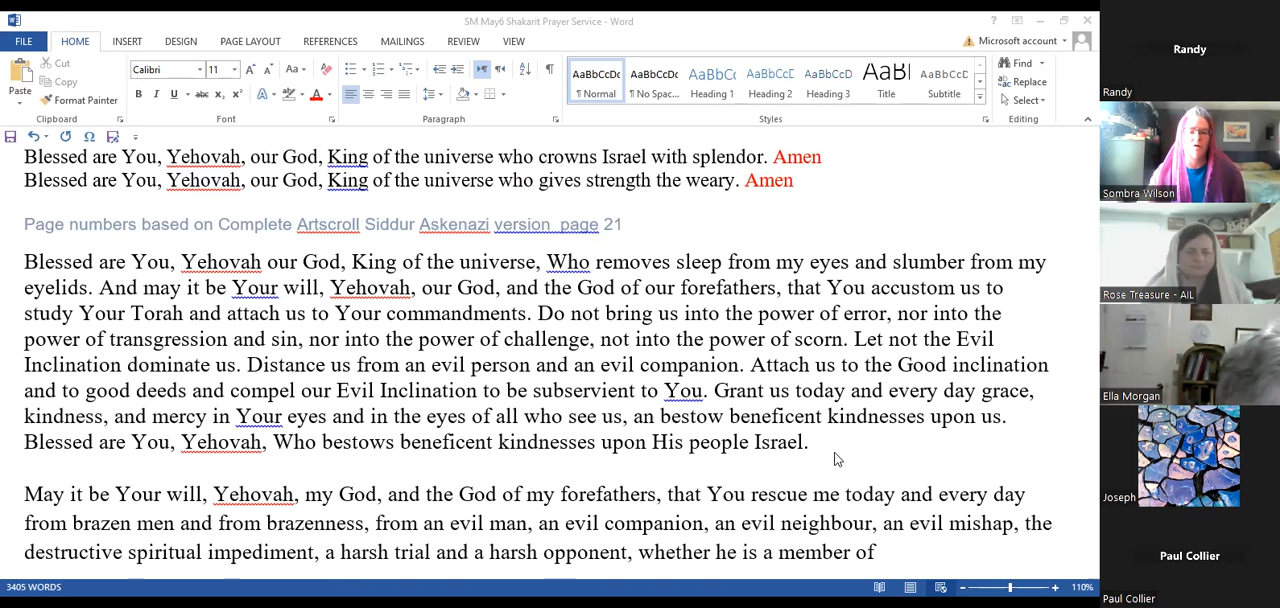 SM May6 Shakarit Prayer Service - Word
FILE HOME INSERT DESIGN PAGE LAYOUT REFERENCES MAILINGS REVIEW VIEW Microsoft account
Paste Cut Copy Format Painter
Calibri 11
AaBbCcDc AaBbCcDc AaBbC AaBbCcD AaBbCcD AaBl AaBbCcD
¶ Normal ¶ No Spac... Heading 1 Heading 2 Heading 3 Title Subtitle
Find Replace Select
Clipboard Font Paragraph Styles Editing
Blessed are You, Yehovah, our God, King of the universe who crowns Israel with splendor. Amen
Blessed are You, Yehovah, our God, King of the universe who gives strength the weary. Amen
Page numbers based on Complete Artscroll Siddur Askenazi version page 21
Blessed are You, Yehovah our God, King of the universe, Who removes sleep from my eyes and slumber from my
eyelids. And may it be Your will, Yehovah, our God, and the God of our forefathers, that You accustom us to
study Your Torah and attach us to Your commandments. Do not bring us into the power of error, nor into the
power of transgression and sin, nor into the power of challenge, not into the power of scorn. Let not the Evil
Inclination dominate us. Distance us from an evil person and an evil companion. Attach us to the Good inclination
and to good deeds and compel our Evil Inclination to be subservient to You. Grant us today and every day grace,
kindness, and mercy in Your eyes and in the eyes of all who see us, an bestow beneficent kindnesses upon us.
Blessed are You, Yehovah, Who bestows beneficent kindnesses upon His people Israel.
May it be Your will, Yehovah, my God, and the God of my forefathers, that You rescue me today and every day
from brazen men and from brazenness, from an evil man, an evil companion, an evil neighbour, an evil mishap, the
destructive spiritual impediment, a harsh trial and a harsh opponent, whether he is a member of
3405 WORDS 110%
Randy
Randy
Sombra Wilson
Rose Treasure - AIL
Ella Morgan
Joseph
Paul Collier
Paul Collier